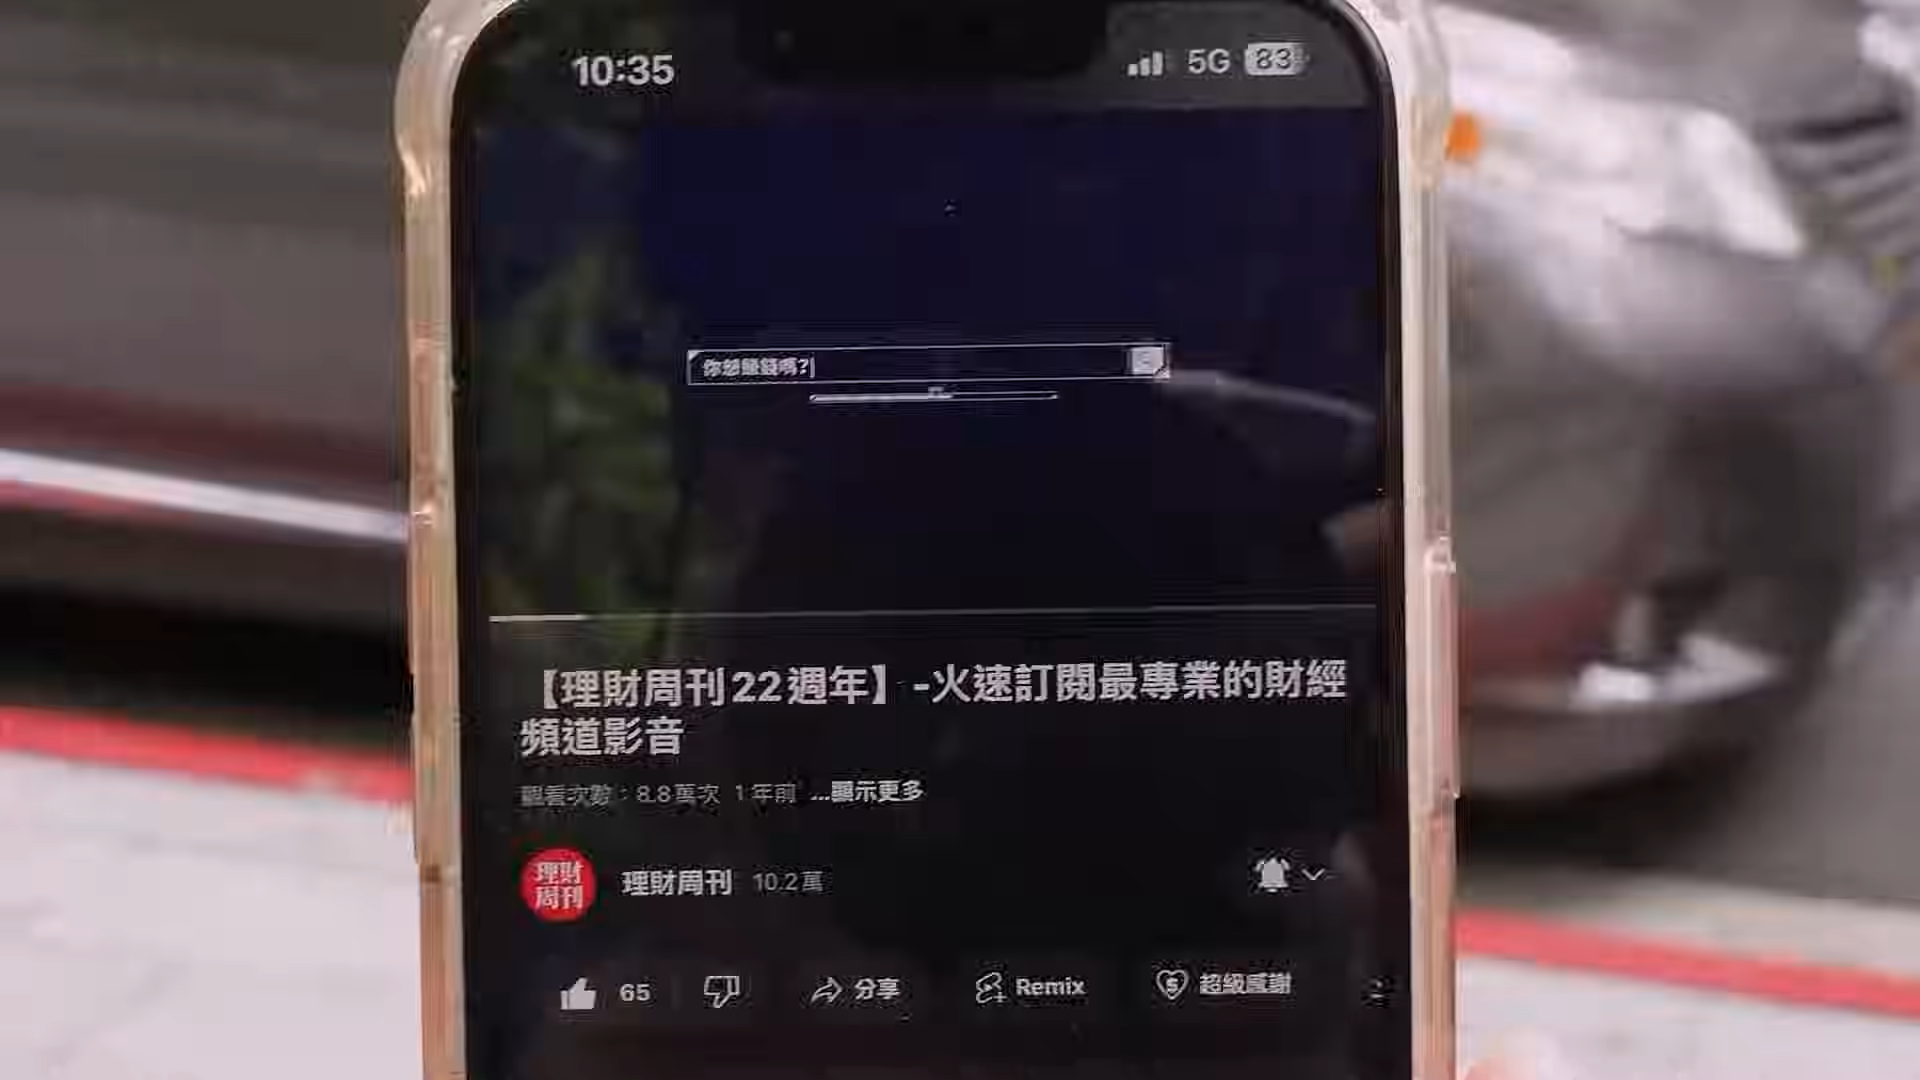 10:35
5G 83
你想賺錢嗎?
【理財周刊22週年】-火速訂閱最專業的財經
頻道影音
觀看次數：8.8萬次 1年前 ...顯示更多
理財
周刊
理財周刊 10.2萬
65 分享 Remix 超級感謝